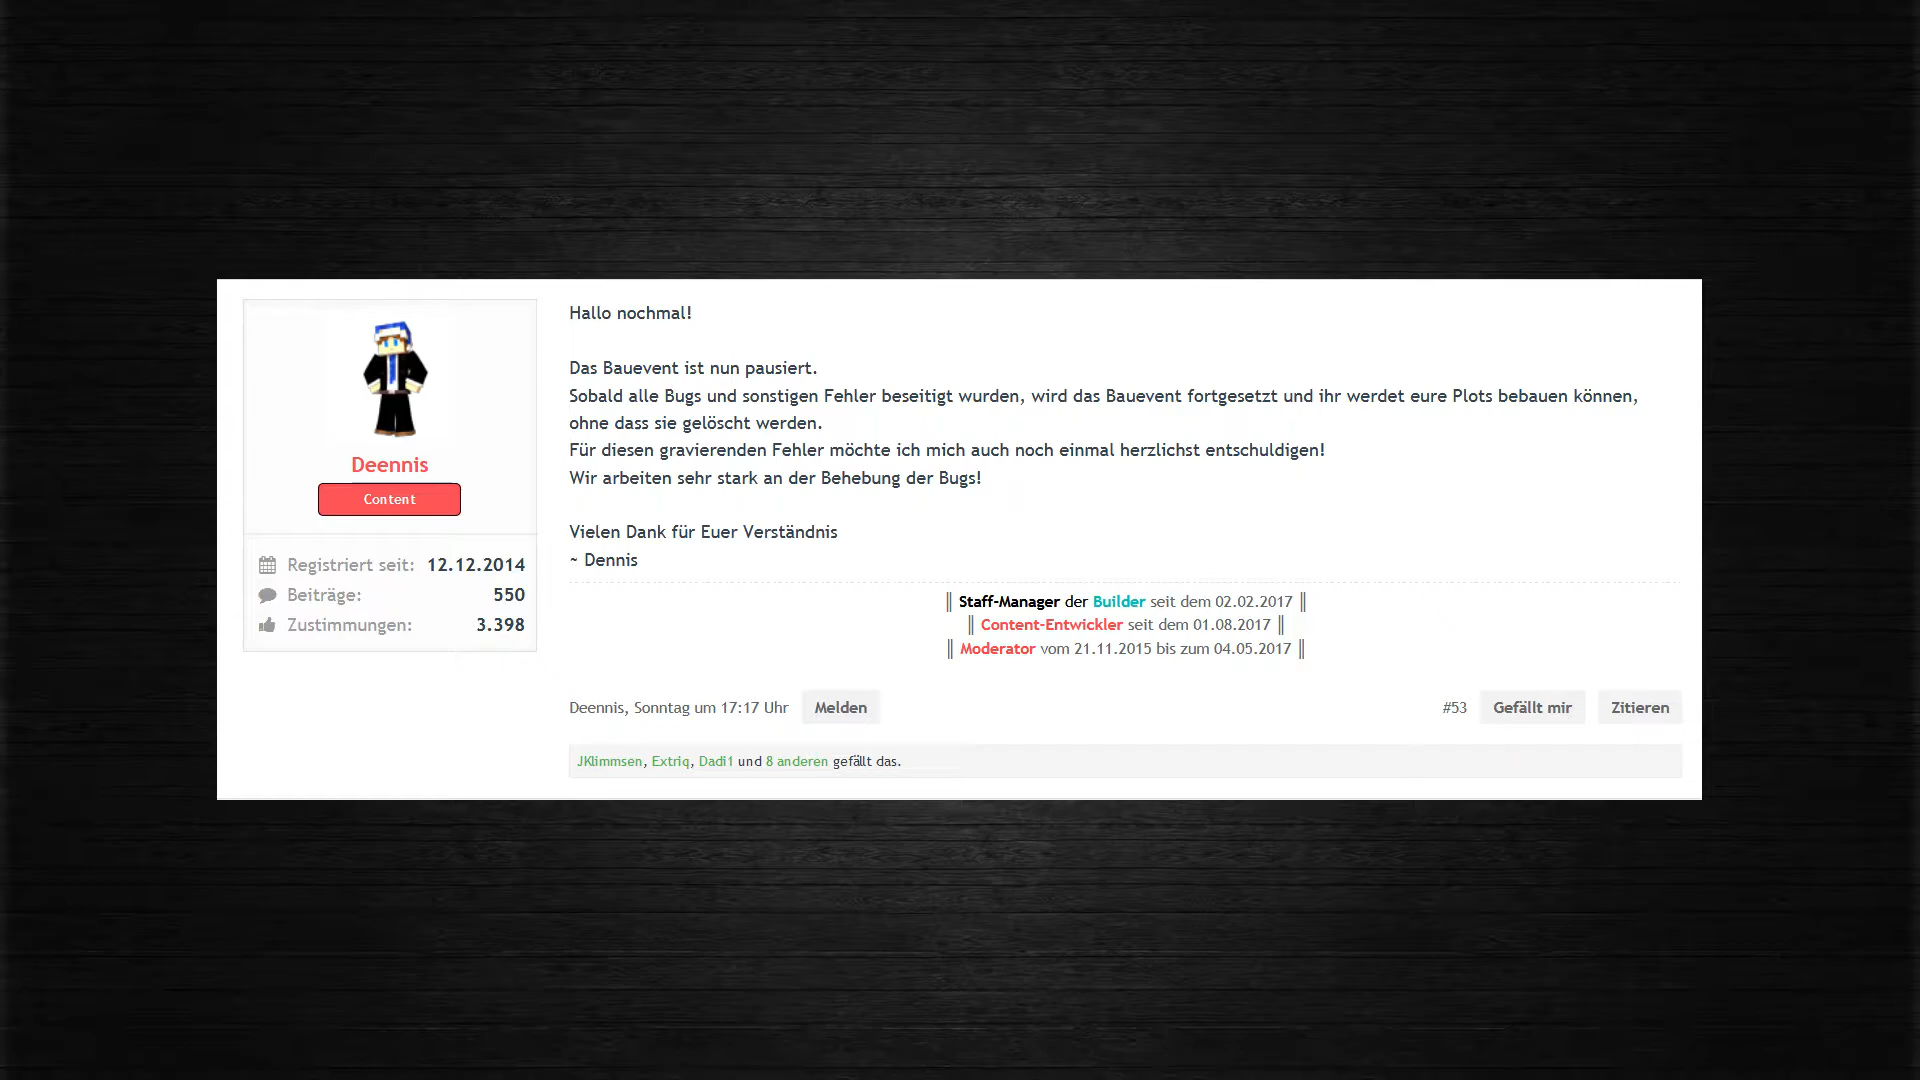 Deennis
Content
Registriert seit: 12.12.2014
Beiträge: 550
Zustimmungen: 3.398
Hallo nochmal!
Das Bauevent ist nun pausiert.
Sobald alle Bugs und sonstigen Fehler beseitigt wurden, wird das Bauevent fortgesetzt und ihr werdet eure Plots bebauen können,
ohne dass sie gelöscht werden.
Für diesen gravierenden Fehler möchte ich mich auch noch einmal herzlichst entschuldigen!
Wir arbeiten sehr stark an der Behebung der Bugs!
Vielen Dank für Euer Verständnis
~ Dennis
║ Staff-Manager der Builder seit dem 02.02.2017 ║
║ Content-Entwickler seit dem 01.08.2017 ║
║ Moderator vom 21.11.2015 bis zum 04.05.2017 ║
Deennis, Sonntag um 17:17 Uhr Melden #53 Gefällt mir Zitieren
JKlimmsen, Extriq, Dadi1 und 8 anderen gefällt das.